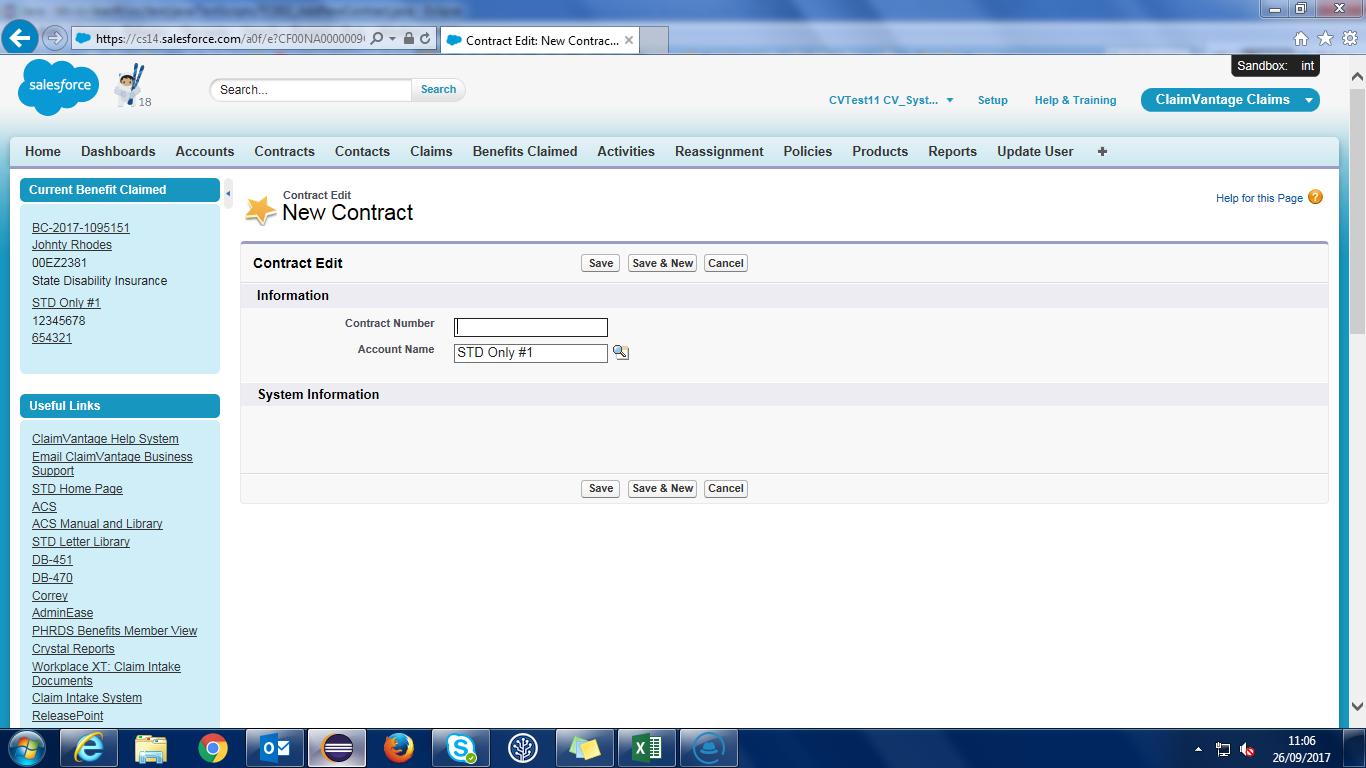 https://cs14.salesforce.com/a0f/e?CF00NA0000009
Contract Edit: New Contrac...
Sandbox: int
salesforce
18
Search...
Search
CVTest11 CV_Syst...
Setup
Help & Training
ClaimVantage Claims
Home
Dashboards
Accounts
Contracts
Contacts
Claims
Benefits Claimed
Activities
Reassignment
Policies
Products
Reports
Update User
+
Current Benefit Claimed
BC-2017-1095151
Johnty Rhodes
00EZ2381
State Disability Insurance
STD Only #1
12345678
654321
Useful Links
ClaimVantage Help System
Email ClaimVantage Business
Support
STD Home Page
ACS
ACS Manual and Library
STD Letter Library
DB-451
DB-470
Correy
AdminEase
PHRDS Benefits Member View
Crystal Reports
Workplace XT: Claim Intake
Documents
Claim Intake System
ReleasePoint
Contract Edit
New Contract
Help for this Page
Contract Edit
Save
Save & New
Cancel
Information
Contract Number
Account Name
STD Only #1
System Information
Save
Save & New
Cancel
11:06
26/09/2017